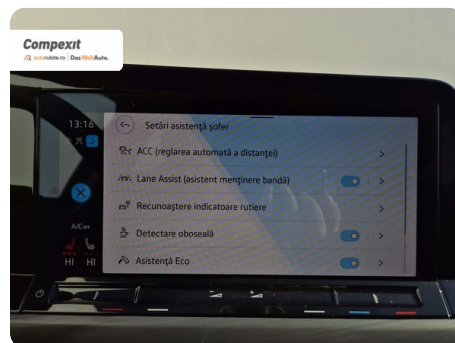 Compexit
autorulate.ro | Das WeltAuto.
13:16
Setări asistență șofer
ACC (reglarea automată a distanței)
Lane Assist (asistent menținere bandă)
Recunoaștere indicatoare rutiere
A/C
Detectare oboseală
HI HI
Asistență Eco